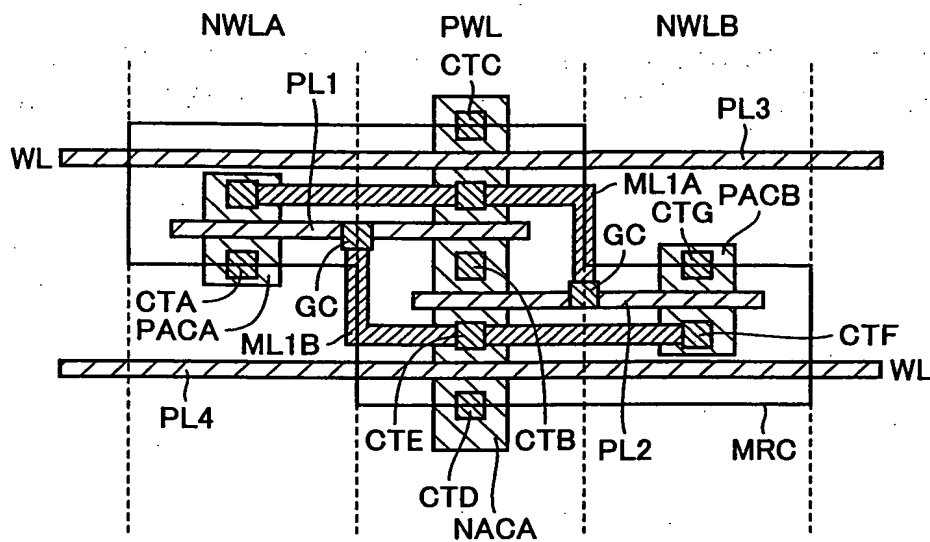 NWLA PWL NWLB
CTC
PL1 PL3
WL
ML1A PACB
CTG
GC
CTA GC
PACA
ML1B CTF
WL
PL4 CTE CTB PL2 MRC
CTD
NACA